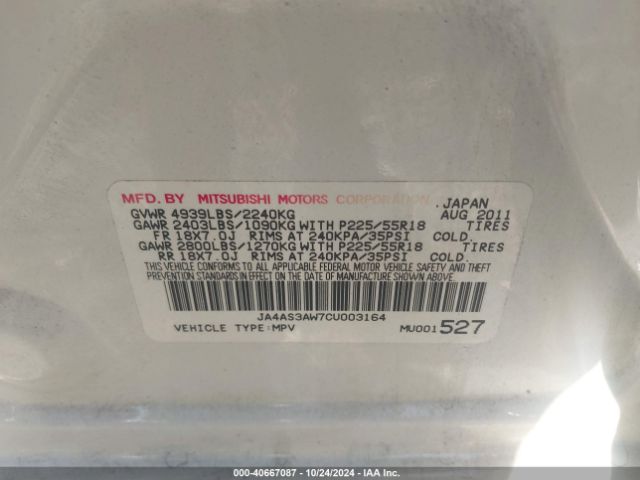 MFD. BY MITSUBISHI MOTORS CORPORATION, JAPAN
GVWR 4939LBS/2240KG AUG 2011
GAWR 2403LBS/1090KG WITH P225/55R18 TIRES
FR 18X7.0J RIMS AT 240KPA/35PSI COLD
GAWR 2800LBS/1270KG WITH P225/55R18 TIRES
RR 18X7.0J RIMS AT 240KPA/35PSI COLD.
THIS VEHICLE CONFORMS TO ALL APPLICABLE FEDERAL MOTOR VEHICLE SAFETY AND THEFT
PREVENTION STANDARDS IN EFFECT ON THE DATE OF MANUFACTURE SHOWN ABOVE.
JA4AS3AW7CU003164
VEHICLE TYPE:MPV MU001527
000-40667087 - 10/24/2024 - IAA Inc.